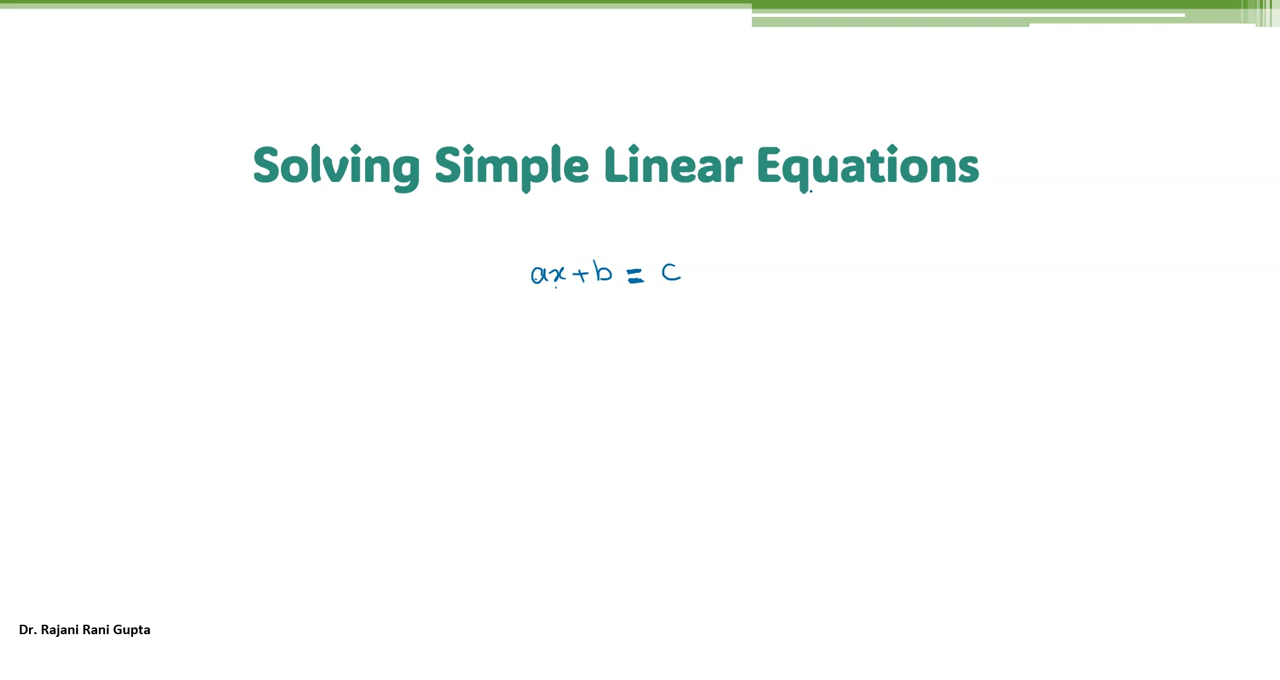 Solving Simple Linear Equations
ax+b = c
Dr. Rajani Rani Gupta